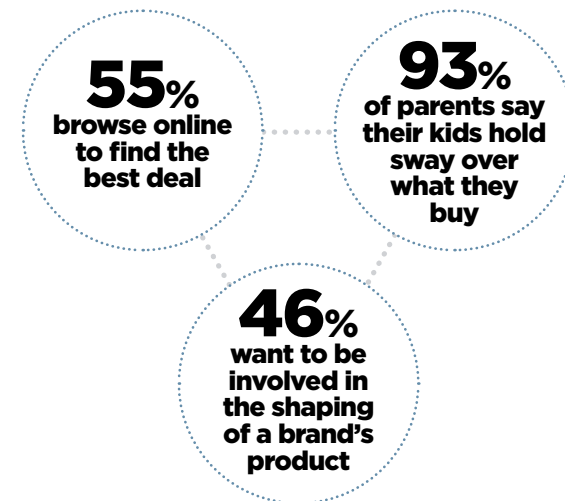 55%
browse online
to find the
best deal
93%
of parents say
their kids hold
sway over
what they
buy
46%
want to be
involved in
the shaping
of a brand’s
product